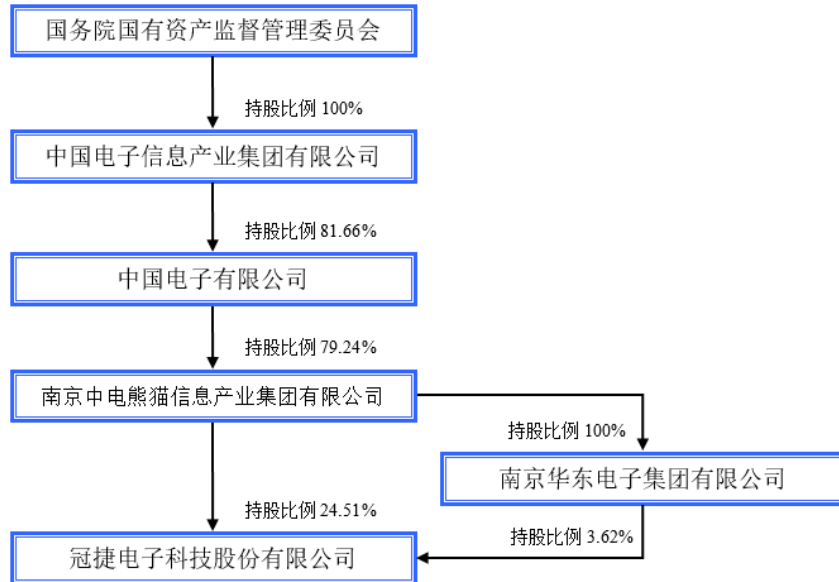 国务院国有资产监督管理委员会
持股比例 100%
中国电子信息产业集团有限公司
持股比例 81.66%
中国电子有限公司
持股比例 79.24%
南京中电熊猫信息产业集团有限公司
持股比例 100%
南京华东电子集团有限公司
持股比例 24.51%
持股比例 3.62%
冠捷电子科技股份有限公司